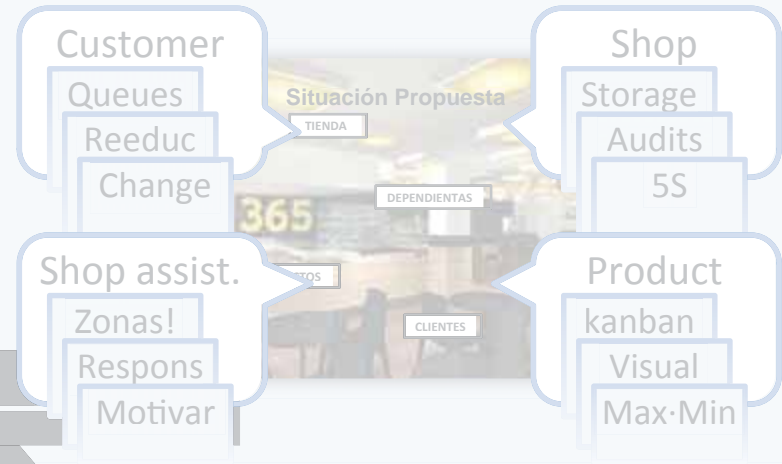 Customer
Queues
Reeduc
Change
Shop
Storage
Audits
5S
Situación Propuesta
TIENDA
DEPENDIENTAS
365
CLIENTES
Shop assist.
Zonas!
Respons
Motivar
Product
kanban
Visual
Max·Min